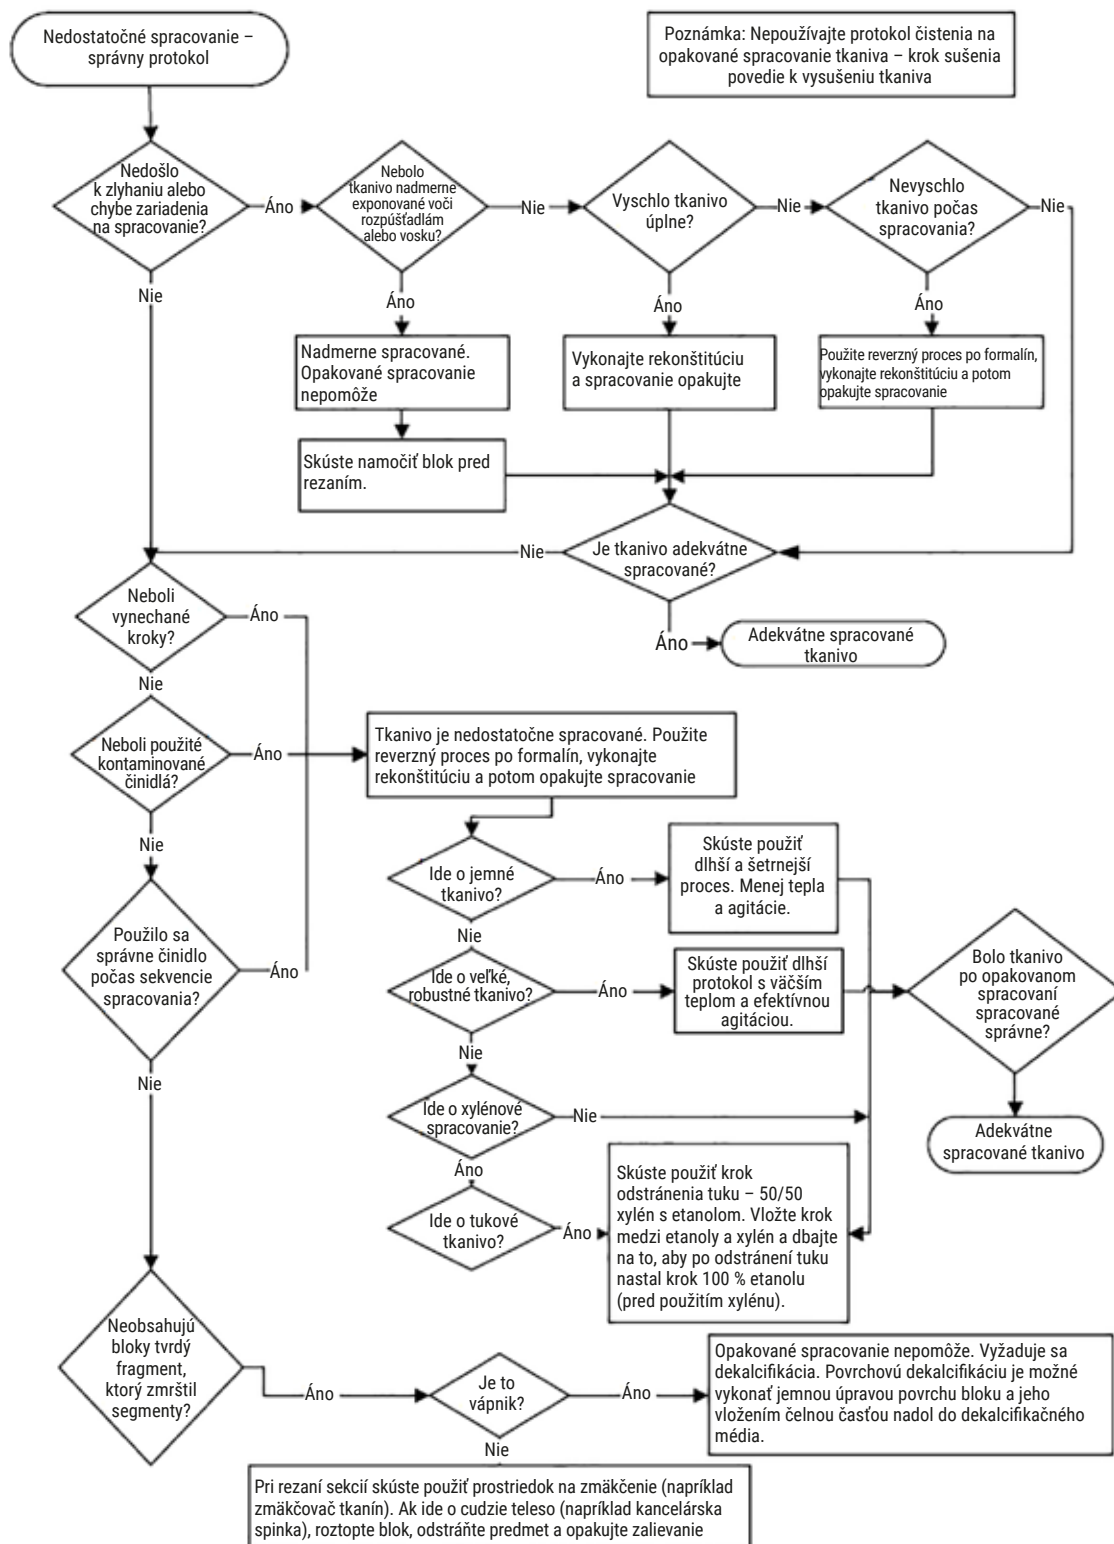 Nedostatočné spracovanie –
správny protokol
Poznámka: Nepoužívajte protokol čistenia na
opakované spracovanie tkaniva – krok sušenia
povedie k vysušeniu tkaniva
Nedošlo
k zlyhaniu alebo
chybe zariadenia
na spracovanie?
Áno
Nebolo
tkanivo nadmerne
exponované voči
rozpúšťadlám
alebo vosku?
Nie
Vyschlo tkanivo
úplne?
Nie
Nevyschlo
tkanivo počas
spracovania?
Nie
Nie
Áno
Áno
Áno
Nadmerne spracované.
Opakované spracovanie
nepomôže
Vykonajte rekonštitúciu
a spracovanie opakujte
Použite reverzný proces po formalín,
vykonajte rekonštitúciu a potom
opakujte spracovanie
Skúste namočiť blok pred
rezaním.
Nie
Je tkanivo adekvátne
spracované?
Áno
Adekvátne spracované
tkanivo
Neboli
vynechané
kroky?
Áno
Nie
Neboli použité
kontaminované
činidlá?
Áno
Tkanivo je nedostatočne spracované. Použite
reverzný proces po formalín, vykonajte
rekonštitúciu a potom opakujte spracovanie
Nie
Použilo sa
správne činidlo
počas sekvencie
spracovania?
Áno
Nie
Ide o jemné
tkanivo?
Áno
Skúste použiť
dlhší a šetrnejší
proces. Menej tepla
a agitácie.
Nie
Ide o veľké,
robustné tkanivo?
Áno
Skúste použiť dlhší
protokol s väčším
teplom a efektívnou
agitáciou.
Bolo tkanivo
po opakovanom
spracovaní
spracované
správne?
Nie
Ide o xylénové
spracovanie?
Nie
Adekvátne
spracované tkanivo
Áno
Ide o tukové
tkanivo?
Áno
Skúste použiť krok
odstránenia tuku – 50/50
xylén s etanolom. Vložte krok
medzi etanoly a xylén a dbajte
na to, aby po odstránení tuku
nastal krok 100 % etanolu
(pred použitím xylénu).
Neobsahujú
bloky tvrdý
fragment,
ktorý zmrštil
segmenty?
Áno
Je to
vápnik?
Áno
Opakované spracovanie nepomôže. Vyžaduje sa
dekalcifikácia. Povrchovú dekalcifikáciu je možné
vykonať jemnou úpravou povrchu bloku a jeho
vložením čelnou časťou nadol do dekalcifikačného
média.
Nie
Pri rezaní sekcií skúste použiť prostriedok na zmäkčenie (napríklad
zmäkčovač tkanín). Ak ide o cudzie teleso (napríklad kancelárska
spinka), roztopte blok, odstráňte predmet a opakujte zalievanie